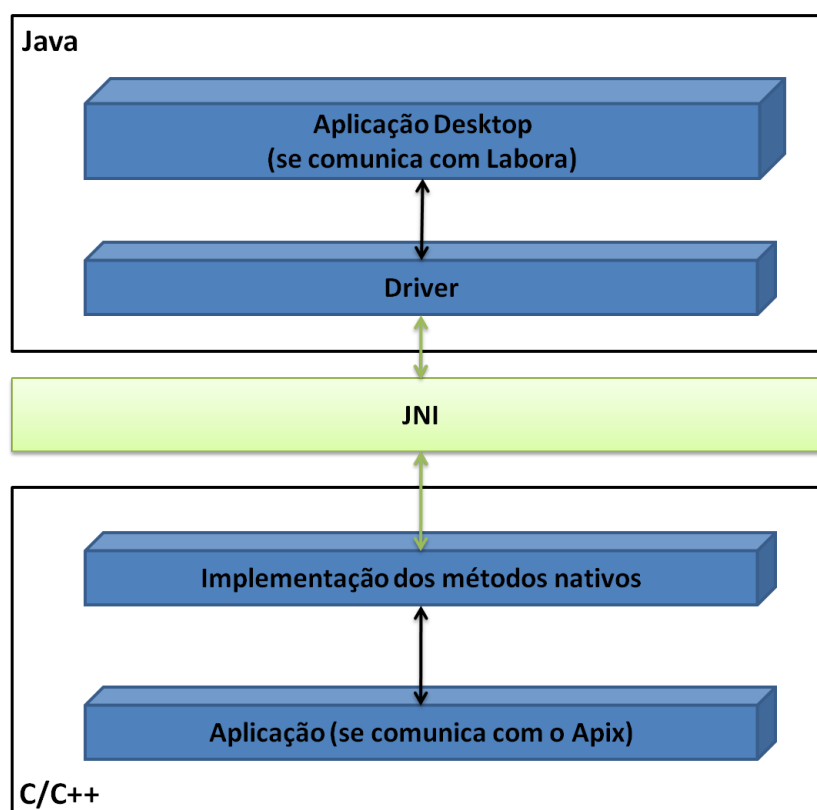 Java
Aplicação Desktop
(se comunica com Labora)
Driver
JNI
Implementação dos métodos nativos
Aplicação (se comunica com o Apix)
C/C++